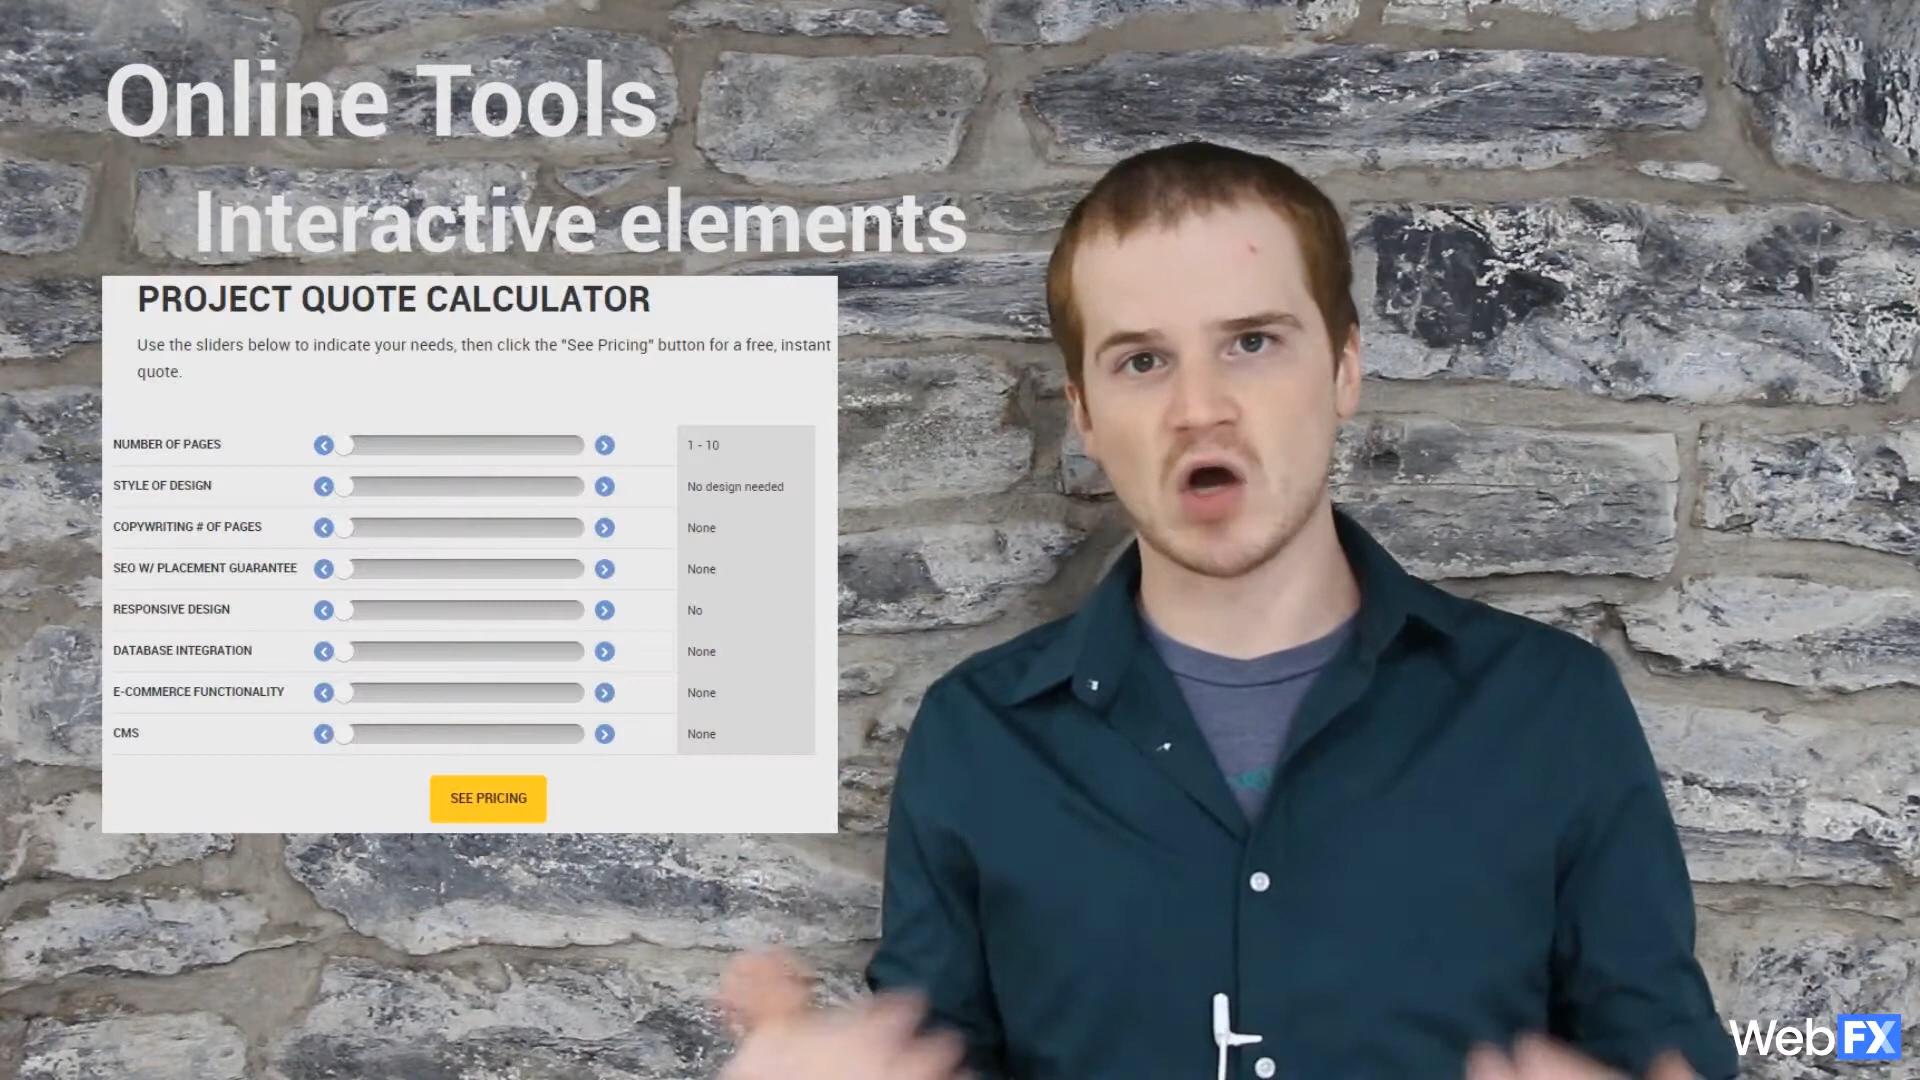 Online Tools
Interactive elements
PROJECT QUOTE CALCULATOR
Use the sliders below to indicate your needs, then click the "See Pricing" button for a free, instant
quote.
NUMBER OF PAGES 1 - 10
STYLE OF DESIGN No design needed
COPYWRITING # OF PAGES None
SEO W/ PLACEMENT GUARANTEE None
RESPONSIVE DESIGN No
DATABASE INTEGRATION None
E-COMMERCE FUNCTIONALITY None
CMS None
SEE PRICING
WebFX